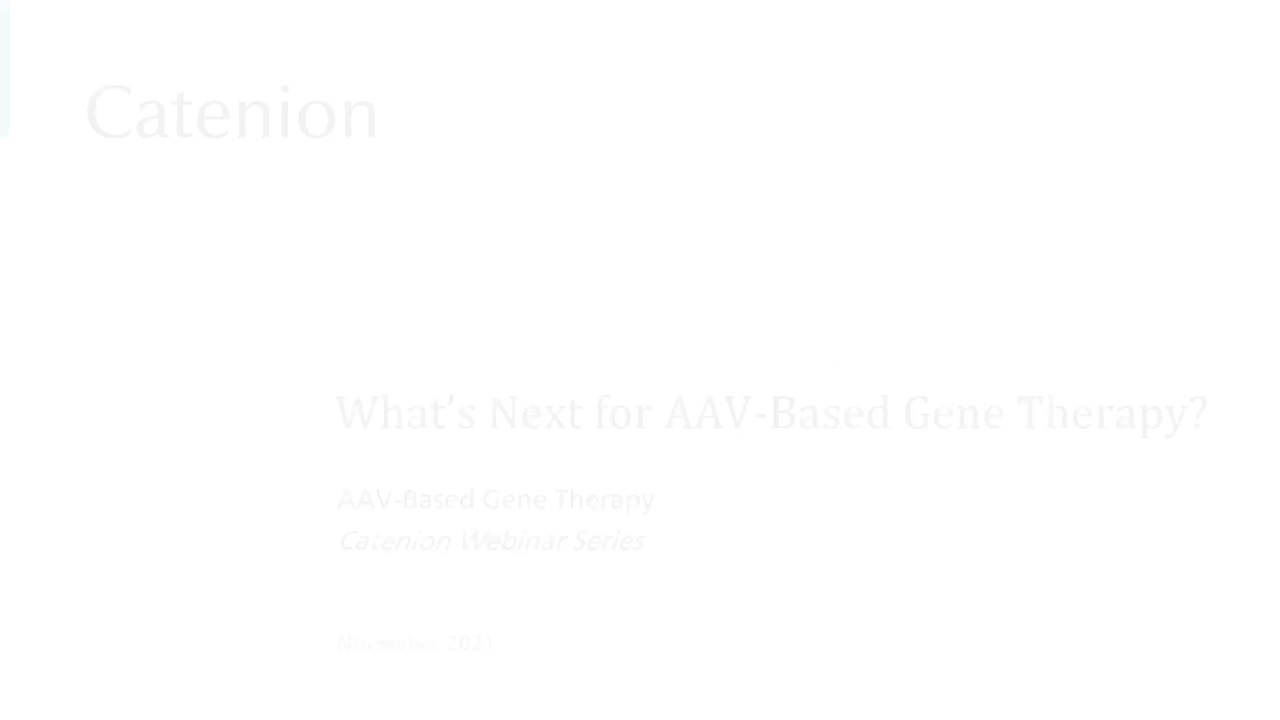 Catenion
What's Next for AAV-Based Gene Therapy?
AAV-Based Gene Therapy
Catenion Webinar Series
November 2021